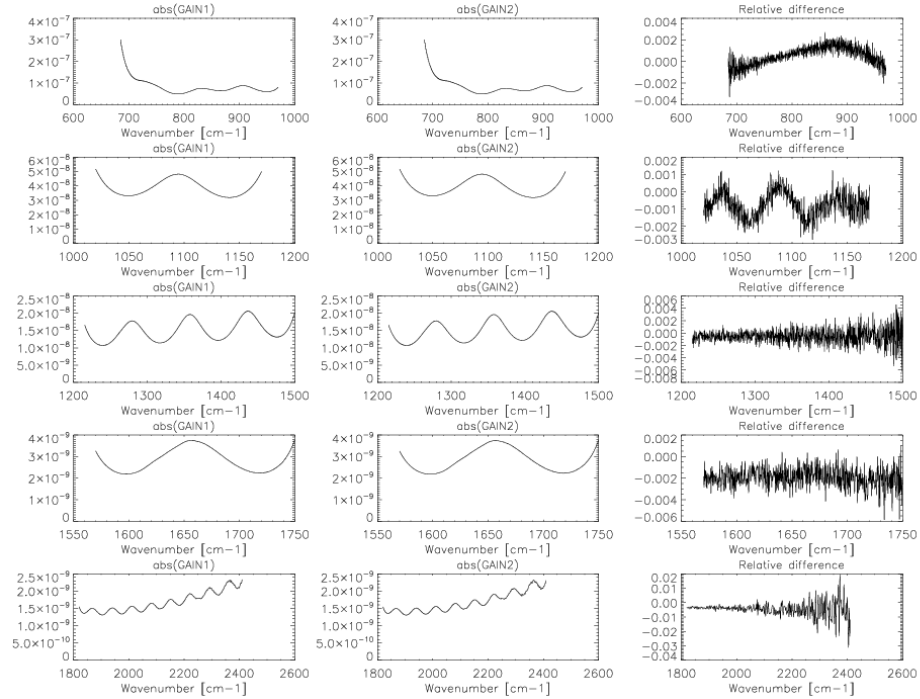 abs(GAIN1) abs(GAIN2) Relative difference
4×10⁻⁷ 4×10⁻⁷ 0.004
3×10⁻⁷ 3×10⁻⁷ 0.002
2×10⁻⁷ 2×10⁻⁷ 0.000
1×10⁻⁷ 1×10⁻⁷ −0.002
0 0 −0.004
600 700 800 900 1000 600 700 800 900 1000 600 700 800 900 1000
Wavenumber [cm−1] Wavenumber [cm−1] Wavenumber [cm−1]
abs(GAIN1) abs(GAIN2) Relative difference
6×10⁻⁸ 6×10⁻⁸ 0.002
5×10⁻⁸ 5×10⁻⁸ 0.001
4×10⁻⁸ 4×10⁻⁸ 0.000
3×10⁻⁸ 3×10⁻⁸ −0.001
2×10⁻⁸ 2×10⁻⁸ −0.002
1×10⁻⁸ 1×10⁻⁸ −0.003
0 0
1000 1050 1100 1150 1200 1000 1050 1100 1150 1200 1000 1050 1100 1150 1200
Wavenumber [cm−1] Wavenumber [cm−1] Wavenumber [cm−1]
abs(GAIN1) abs(GAIN2) Relative difference
2.5×10⁻⁸ 2.5×10⁻⁸ 0.006
2.0×10⁻⁸ 2.0×10⁻⁸ 0.004
1.5×10⁻⁸ 1.5×10⁻⁸ 0.002
1.0×10⁻⁸ 1.0×10⁻⁸ 0.000
5.0×10⁻⁹ 5.0×10⁻⁹ −0.002
0 0 −0.004
−0.006
−0.008
1200 1300 1400 1500 1200 1300 1400 1500 1200 1300 1400 1500
Wavenumber [cm−1] Wavenumber [cm−1] Wavenumber [cm−1]
abs(GAIN1) abs(GAIN2) Relative difference
4×10⁻⁹ 4×10⁻⁹ 0.002
3×10⁻⁹ 3×10⁻⁹ 0.000
2×10⁻⁹ 2×10⁻⁹ −0.002
1×10⁻⁹ 1×10⁻⁹ −0.004
0 0 −0.006
1550 1600 1650 1700 1750 1550 1600 1650 1700 1750 1550 1600 1650 1700 1750
Wavenumber [cm−1] Wavenumber [cm−1] Wavenumber [cm−1]
abs(GAIN1) abs(GAIN2) Relative difference
2.5×10⁻⁹ 2.5×10⁻⁹ 0.02
2.0×10⁻⁹ 2.0×10⁻⁹ 0.01
1.5×10⁻⁹ 1.5×10⁻⁹ 0.00
1.0×10⁻⁹ 1.0×10⁻⁹ −0.01
5.0×10⁻¹⁰ 5.0×10⁻¹⁰ −0.02
0 0 −0.03
−0.04
1800 2000 2200 2400 2600 1800 2000 2200 2400 2600 1800 2000 2200 2400 2600
Wavenumber [cm−1] Wavenumber [cm−1] Wavenumber [cm−1]